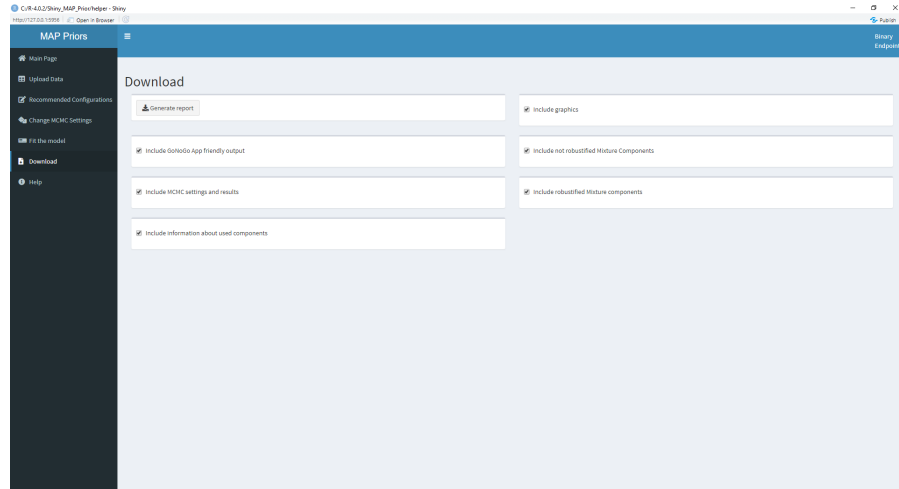 C:/R-4.0.2/Shiny_MAP_Prior/helper - Shiny
http://127.0.0.1:5956 Open in Browser Publish
MAP Priors
Binary
Endpoint
Main Page
Upload Data
Recommended Configurations
Change MCMC Settings
Fit the model
Download
Help
Download
Generate report
Include graphics
Include GoNoGo App friendly output
Include not robustified Mixture Components
Include MCMC settings and results
Include robustified Mixture components
Include information about used components